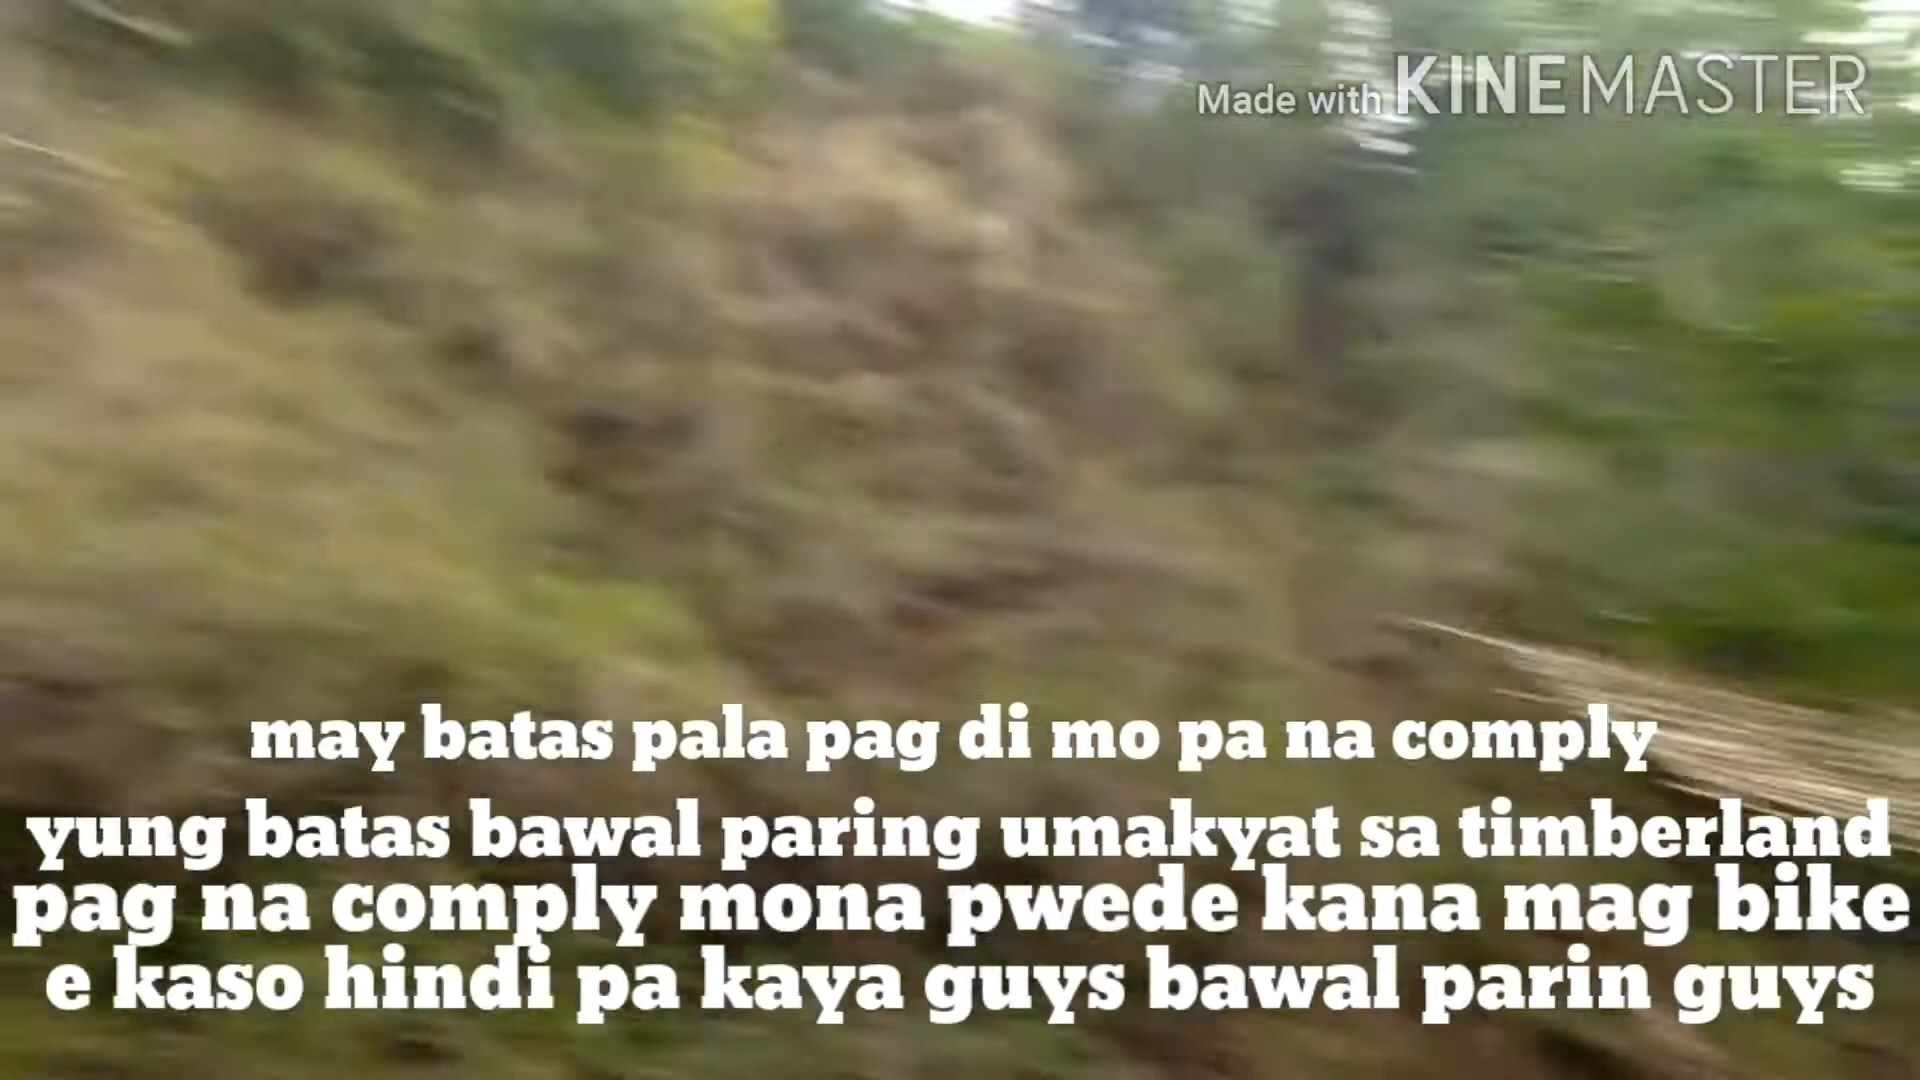 Made with KINEMASTER
may batas pala pag di mo pa na comply
yung batas bawal paring umakyat sa timberland
pag na comply mona pwede kana mag bike
e kaso hindi pa kaya guys bawal parin guys